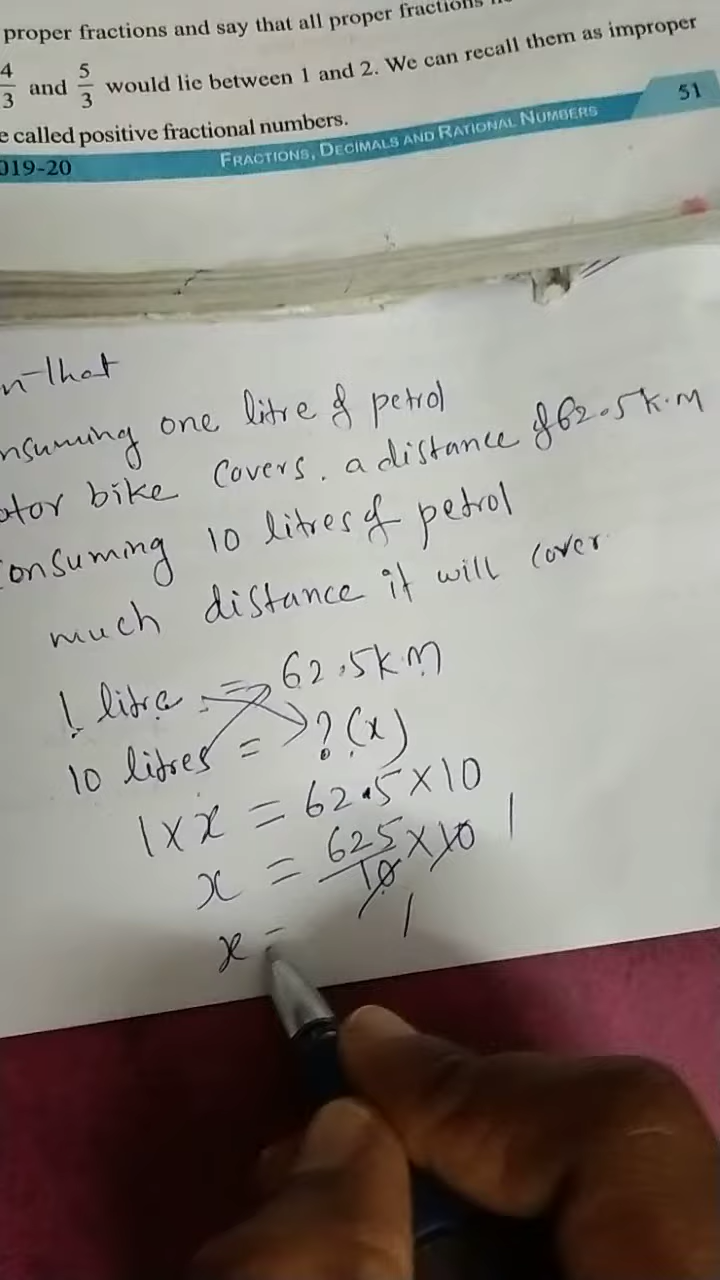 proper fractions and say that all proper fractions
4/3 and 5/3 would lie between 1 and 2. We can recall them as improper
e called positive fractional numbers.
51
019-20 FRACTIONS, DECIMALS AND RATIONAL NUMBERS
n that
nsuming one litre of petrol
otor bike covers. a distance of 62.5 K.M
Consuming 10 litres of petrol
much distance it will cover
1 litre = 62.5 K.M
10 litres = ? (x)
1 × x = 62.5 × 10
x = 625/10 × 10 1
1
x =